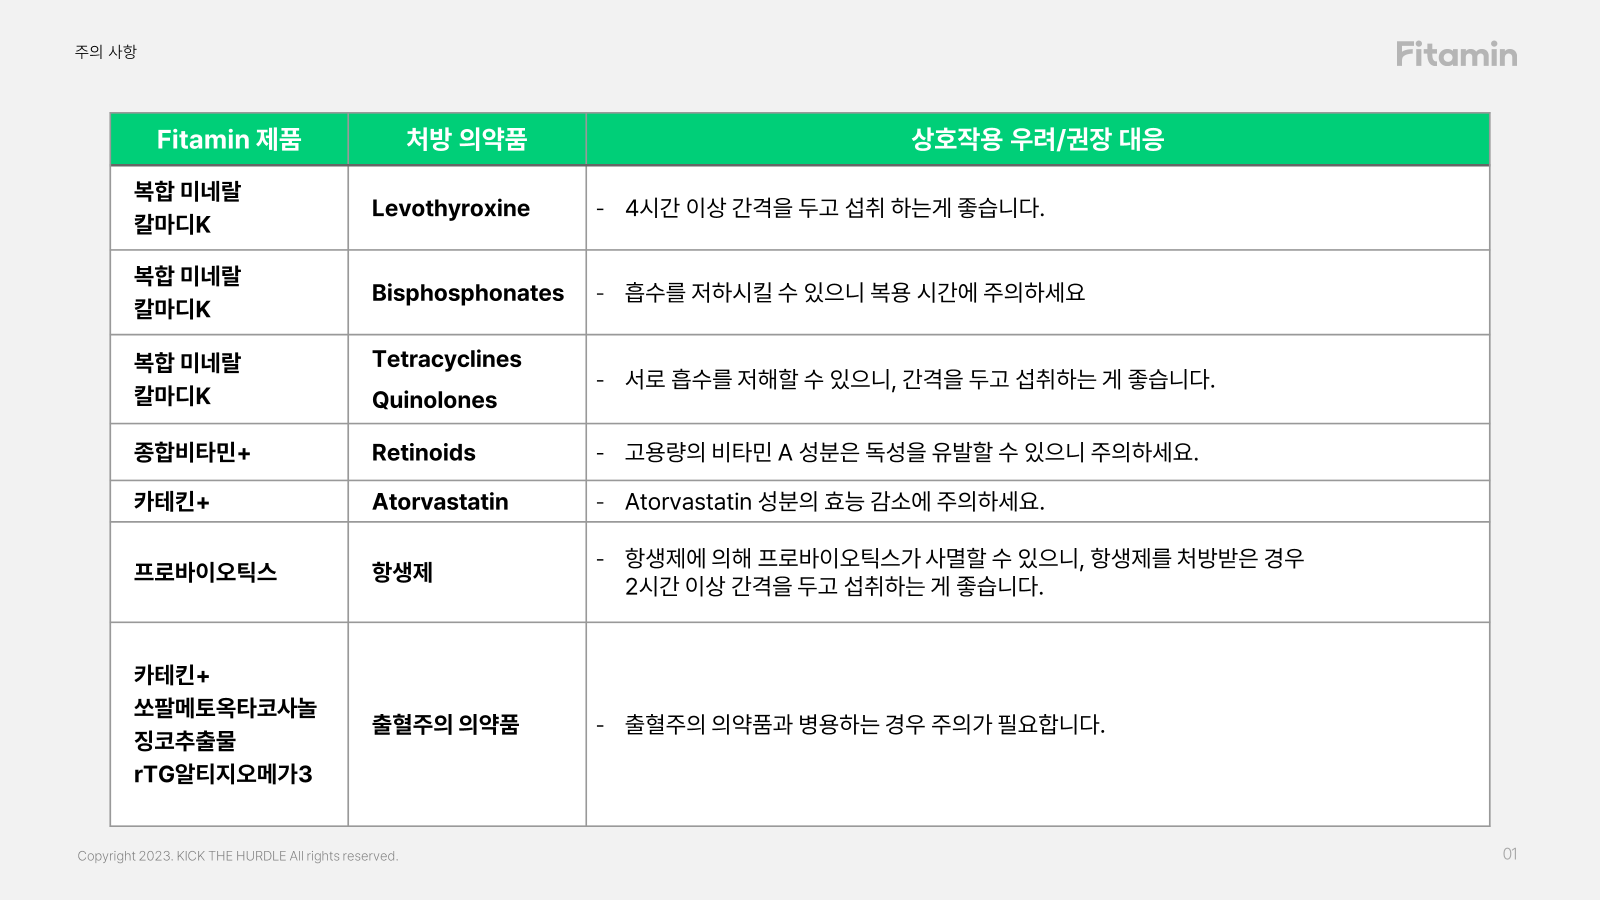 주의 사항
Fitamin
Fitamin 제품
처방 의약품
상호작용 우려/권장 대응
복합 미네랄
칼마디K
Levothyroxine
- 4시간 이상 간격을 두고 섭취 하는게 좋습니다.
복합 미네랄
칼마디K
Bisphosphonates
- 흡수를 저하시킬 수 있으니 복용 시간에 주의하세요
복합 미네랄
칼마디K
Tetracyclines
Quinolones
- 서로 흡수를 저해할 수 있으니, 간격을 두고 섭취하는 게 좋습니다.
종합비타민+
Retinoids
- 고용량의 비타민 A 성분은 독성을 유발할 수 있으니 주의하세요.
카테킨+
Atorvastatin
- Atorvastatin 성분의 효능 감소에 주의하세요.
프로바이오틱스
항생제
- 항생제에 의해 프로바이오틱스가 사멸할 수 있으니, 항생제를 처방받은 경우
2시간 이상 간격을 두고 섭취하는 게 좋습니다.
카테킨+
쏘팔메토옥타코사놀
징코추출물
rTG알티지오메가3
출혈주의 의약품
- 출혈주의 의약품과 병용하는 경우 주의가 필요합니다.
Copyright 2023. KICK THE HURDLE All rights reserved.
01